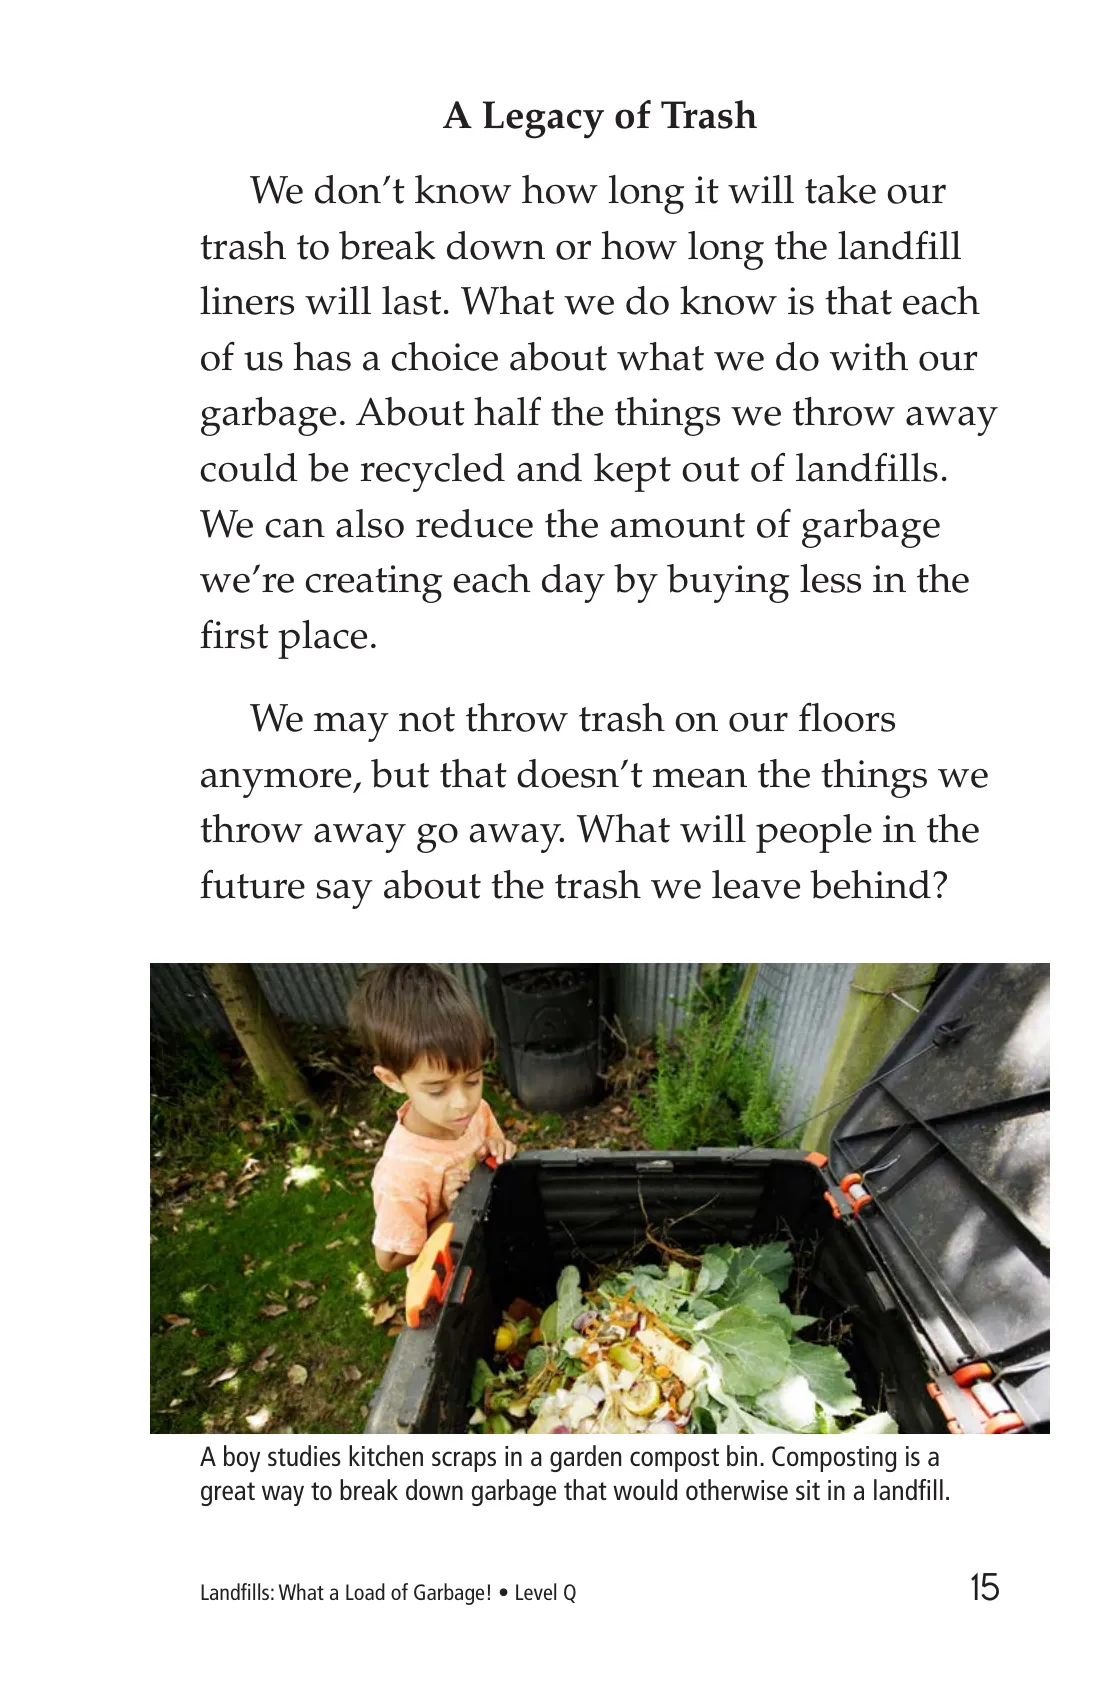 A Legacy of Trash
We don’t know how long it will take our
trash to break down or how long the landfill
liners will last. What we do know is that each
of us has a choice about what we do with our
garbage. About half the things we throw away
could be recycled and kept out of landfills.
We can also reduce the amount of garbage
we’re creating each day by buying less in the
first place.
We may not throw trash on our floors
anymore, but that doesn’t mean the things we
throw away go away. What will people in the
future say about the trash we leave behind?
A boy studies kitchen scraps in a garden compost bin. Composting is a
great way to break down garbage that would otherwise sit in a landfill.
Landfills: What a Load of Garbage! • Level Q
15